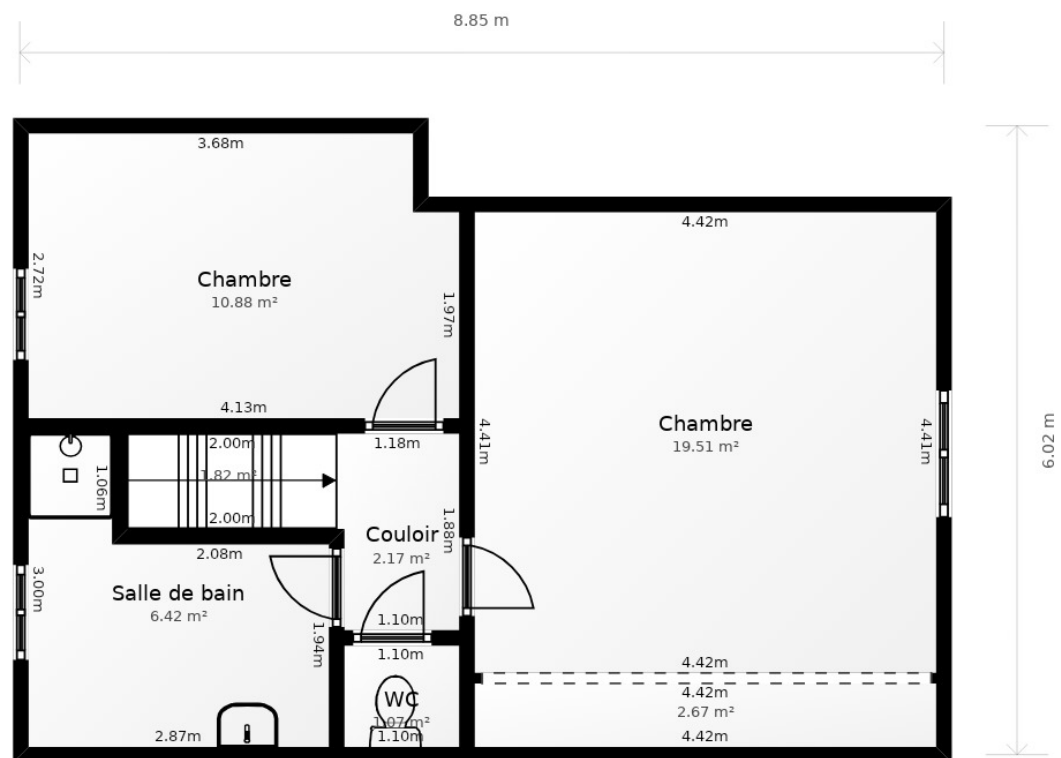 8.85 m
3.68m
4.42m
2.72m
Chambre
10.88 m²
1.97m
6.02 m
4.13m
Chambre
19.51 m²
4.41m
4.41m
2.00m
1.18m
1.82 m²
1.06m
2.00m
Couloir
2.17 m²
1.88m
2.08m
3.00m
Salle de bain
6.42 m²
1.10m
1.94m
1.10m
4.42m
4.42m
2.67 m²
WC
1.07 m²
2.87m
1.10m
4.42m